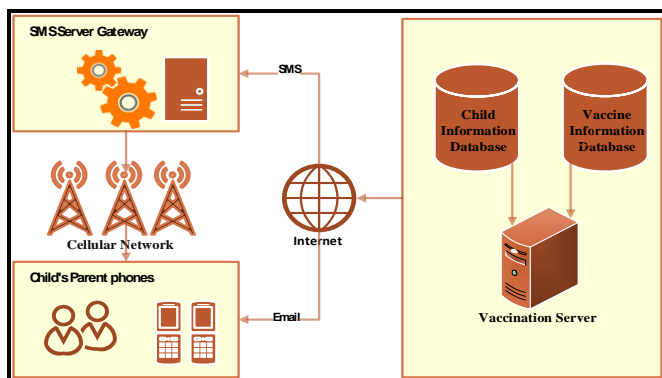 SMSServer Gateway
SMS
Child
Information
Database
Vaccine
Information
Database
Cellular Network
Internet
Child's Parent phones
Email
Vaccination Server